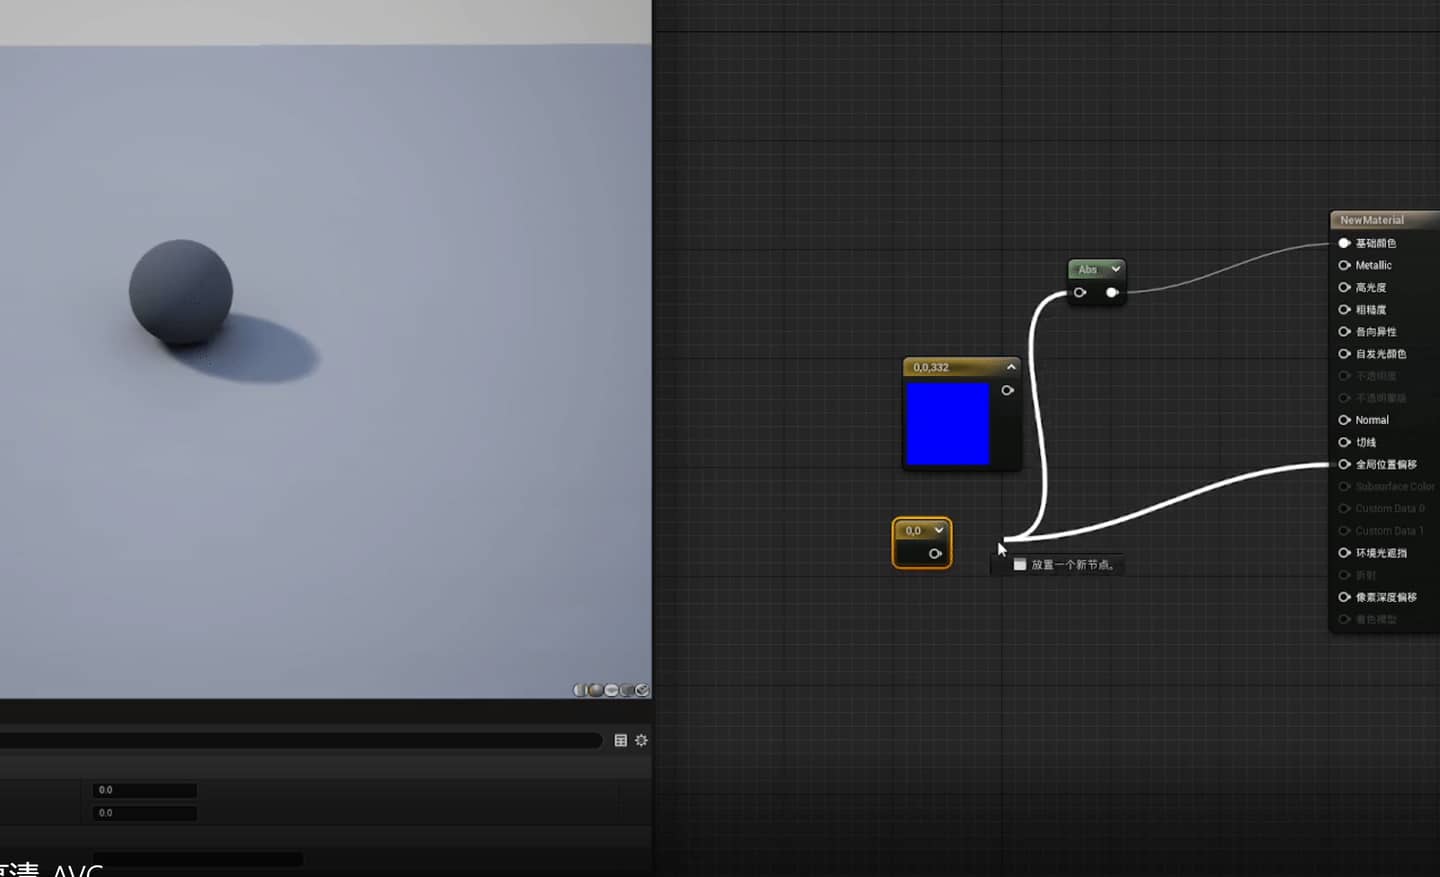 NewMaterial
基础颜色
Metallic
高光度
粗糙度
各向异性
自发光颜色
不透明度
不透明蒙版
Normal
切线
全局位置偏移
Subsurface Color
Custom Data 0
Custom Data 1
环境光遮挡
折射
像素深度偏移
着色模型
Abs
0,0,332
0,0
放置一个新节点。
0.0
0.0
高清 AVC